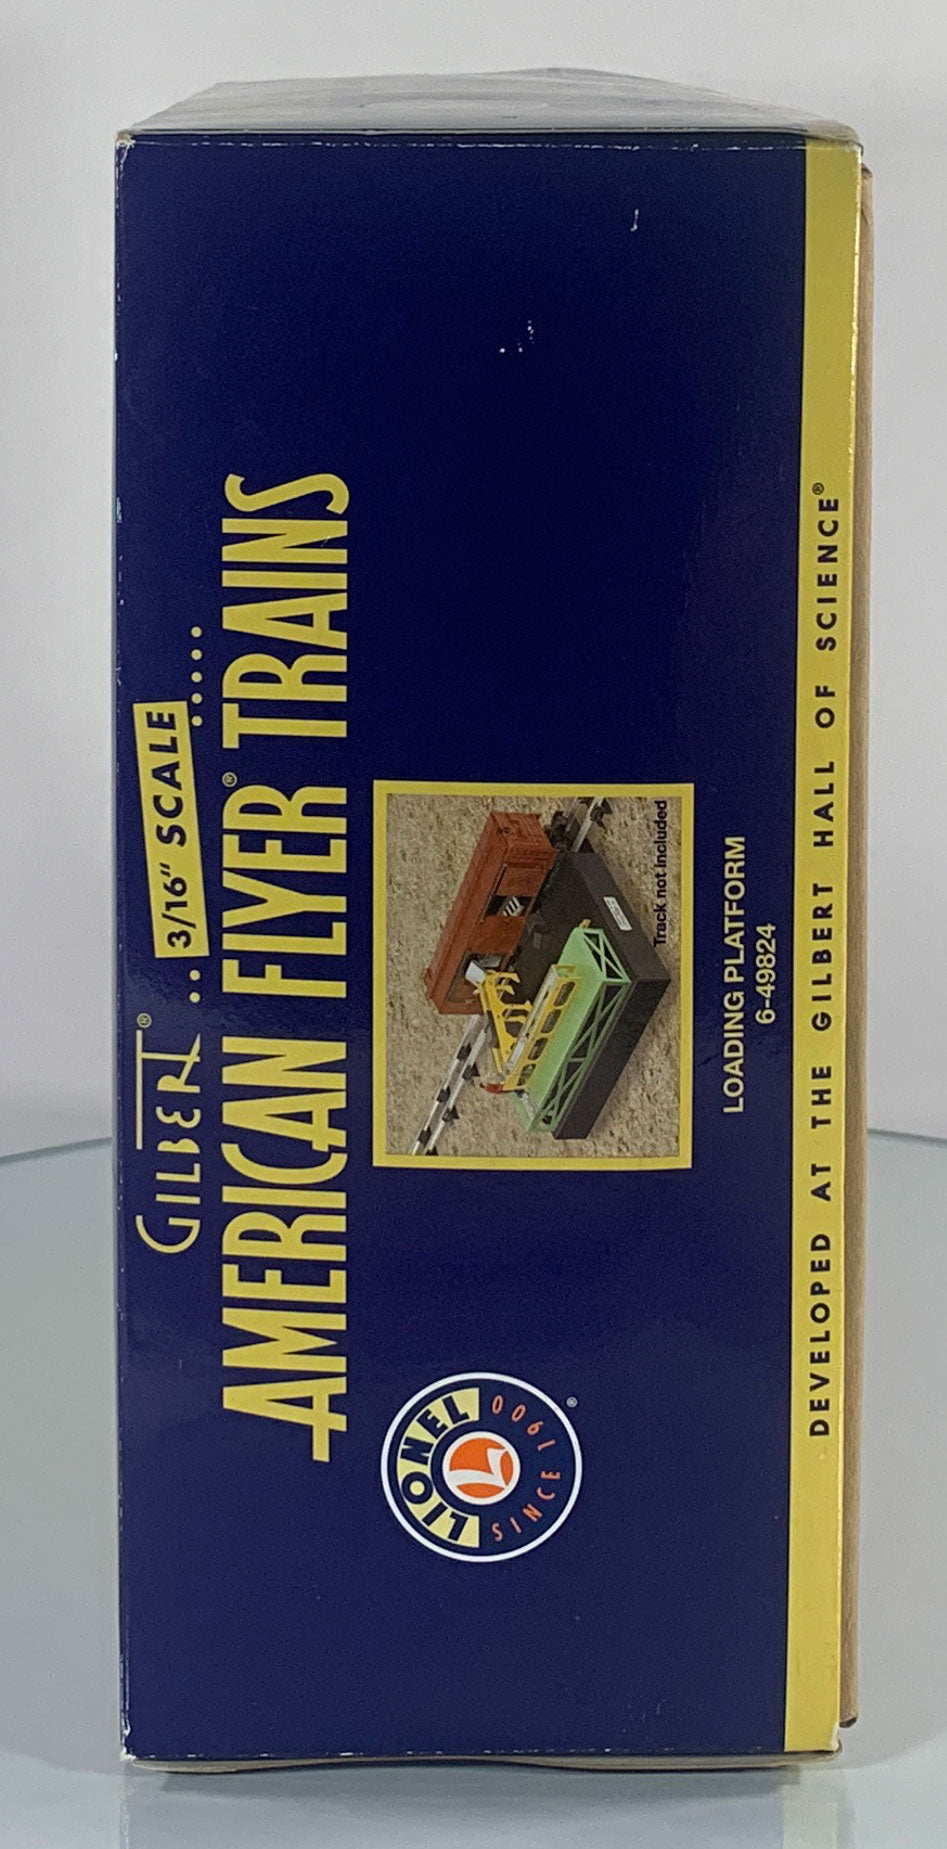 GILBERT® 3/16" SCALE
AMERICAN FLYER® TRAINS
LIONEL
SINCE 1900
®
Track not included
LOADING PLATFORM
6-49824
DEVELOPED AT THE GILBERT HALL OF SCIENCE®